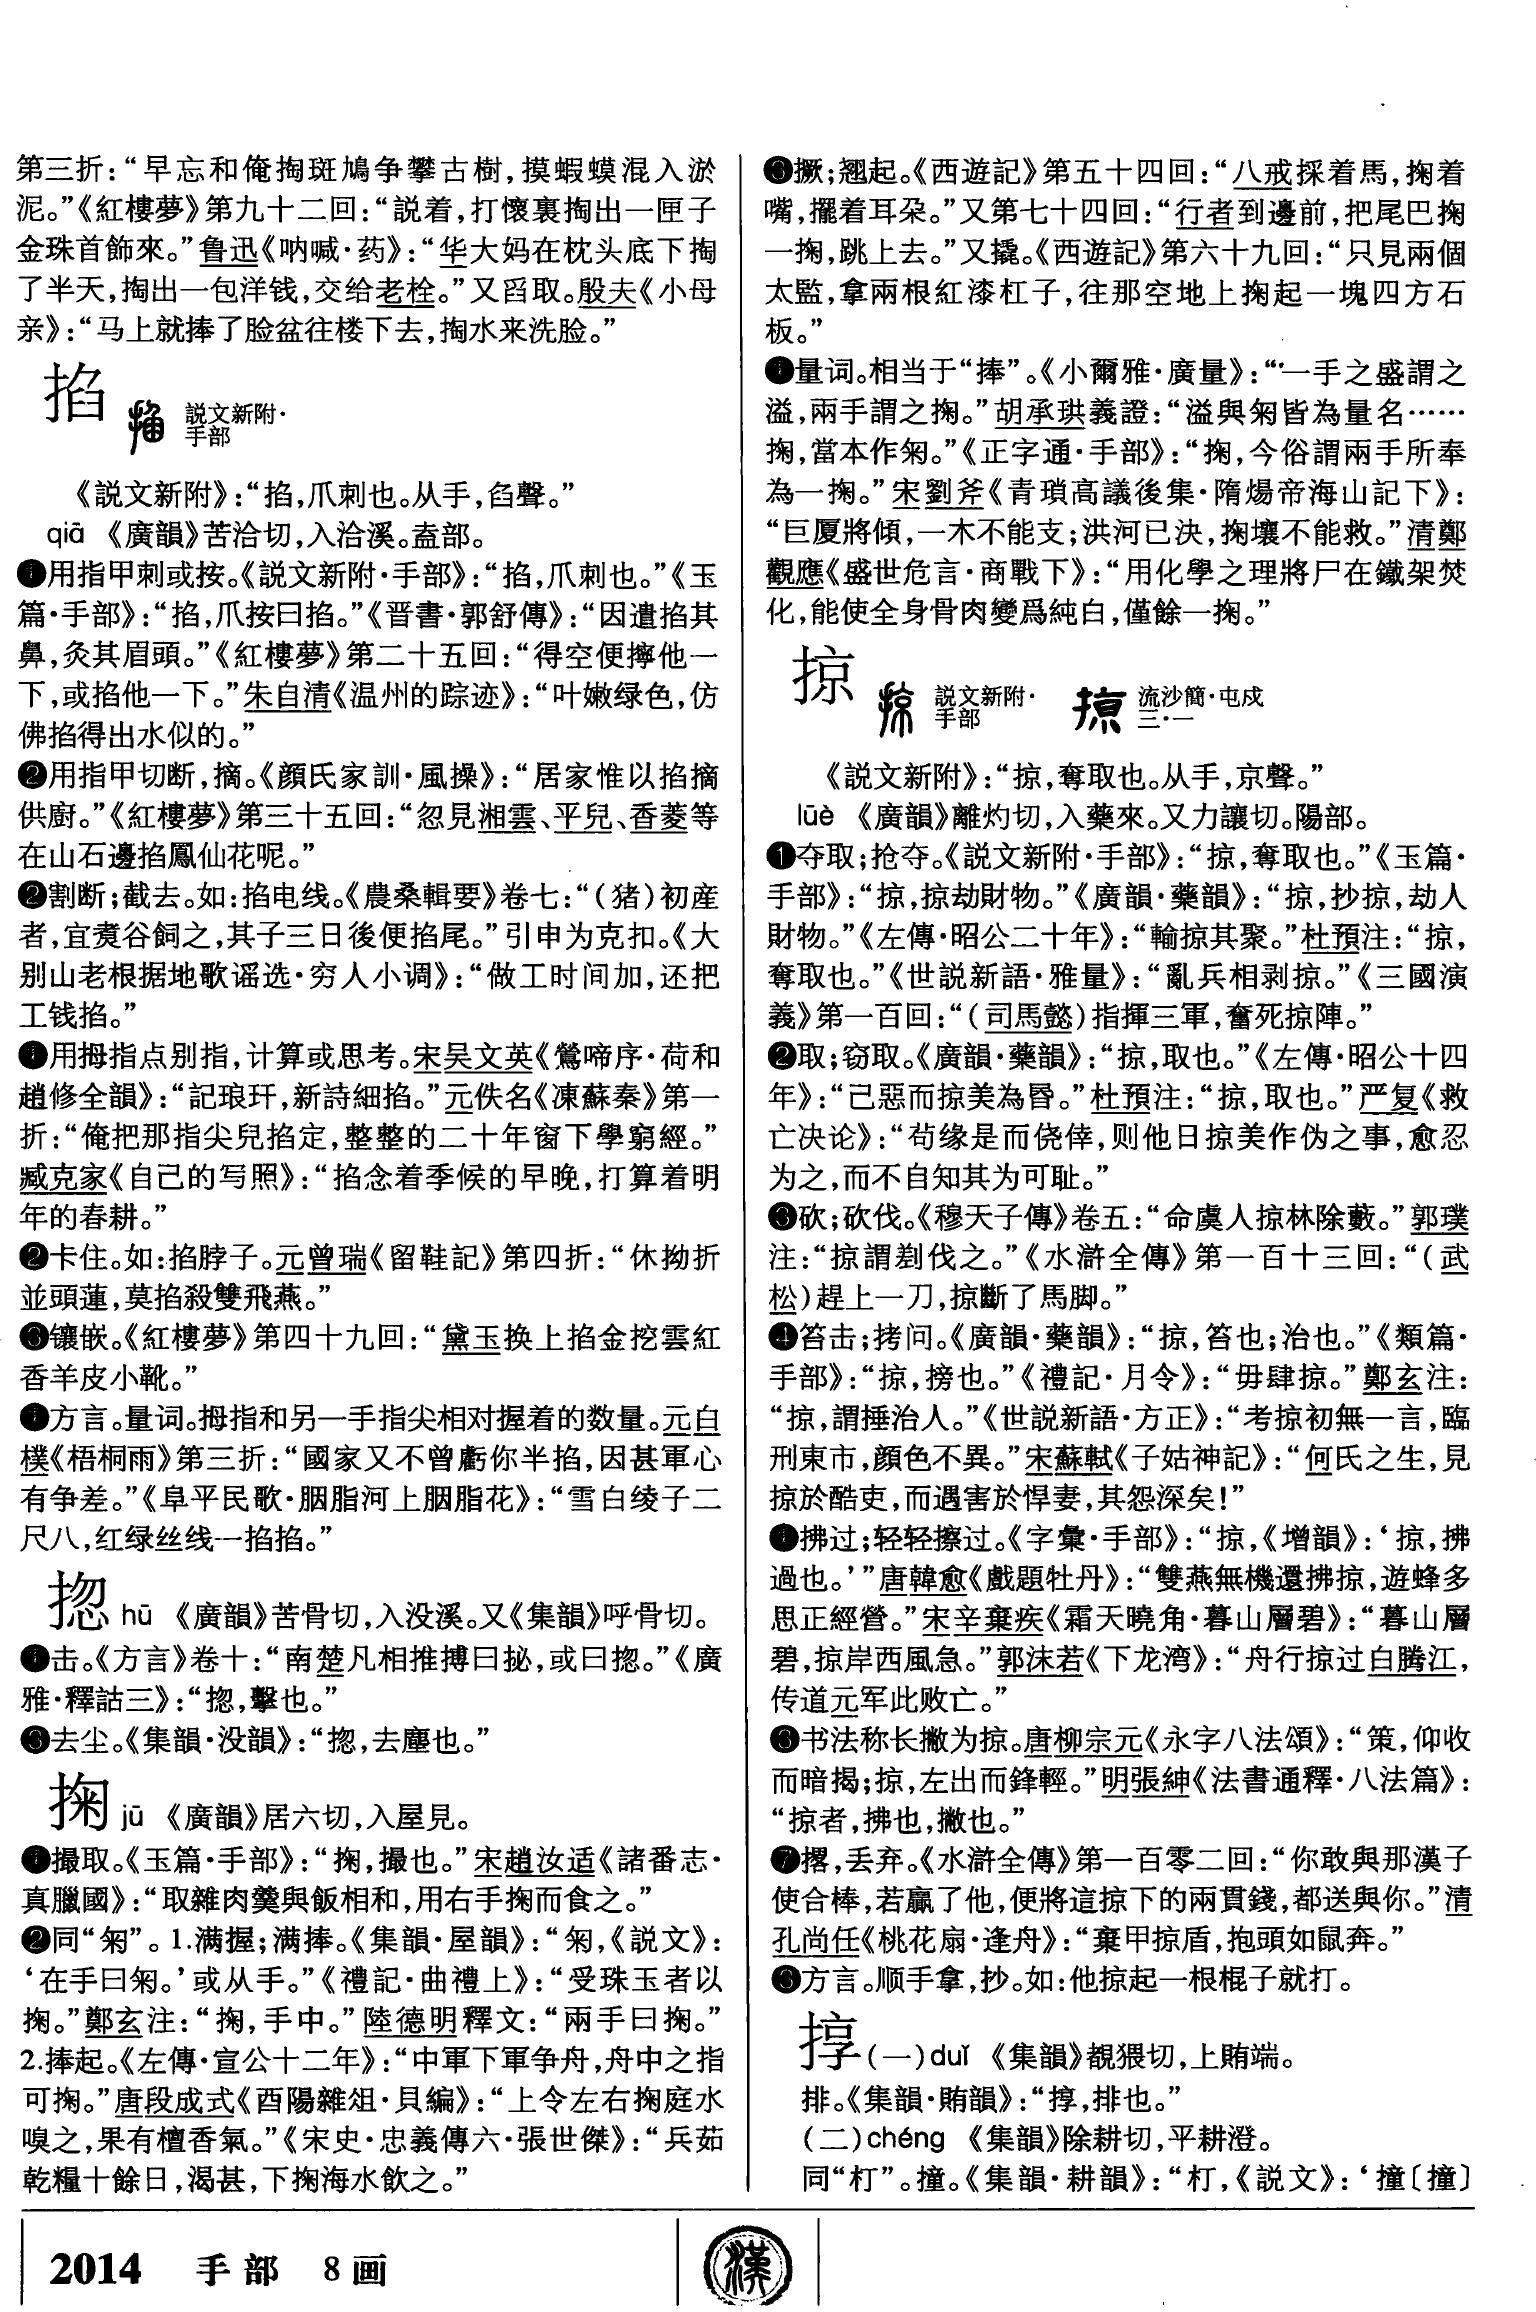 第三折：“早忘和俺掏斑鳩争攀古樹，摸蝦蟆混入淤
泥。”《紅樓夢》第九十二回：“説着，打懷裏掏出一匣子
金珠首飾來。”鲁迅《呐喊·药》：“华大妈在枕头底下掏
了半天，掏出一包洋钱，交给老栓。”又舀取。殷夫《小母
亲》：“马上就捧了脸盆往楼下去，掏水来洗脸。”
掐 説文新附·
手部
《説文新附》：“掐，爪刺也。从手，臽聲。”
qiā 《廣韻》苦洽切，入洽溪。盍部。
❶用指甲刺或按。《説文新附·手部》：“掐，爪刺也。”《玉
篇·手部》：“掐，爪按曰掐。”《晋書·郭舒傳》：“因遣掐其
鼻，灸其眉頭。”《紅樓夢》第二十五回：“得空便擰他一
下，或掐他一下。”朱自清《温州的踪迹》：“叶嫩绿色，仿
佛掐得出水似的。”
❷用指甲切断，摘。《顔氏家訓·風操》：“居家惟以掐摘
供厨。”《紅樓夢》第三十五回：“忽見湘雲、平兒、香菱等
在山石邊掐鳳仙花呢。”
❷割断；截去。如：掐电线。《農桑輯要》卷七：“（猪）初産
者，宜煑谷飼之，其子三日後便掐尾。”引申为克扣。《大
别山老根据地歌谣选·穷人小调》：“做工时间加，还把
工钱掐。”
❶用拇指点别指，计算或思考。宋吴文英《鶯啼序·荷和
趙修全韻》：“記琅玕，新詩細掐。”元佚名《凍蘇秦》第一
折：“俺把那指尖兒掐定，整整的二十年窗下學窮經。”
臧克家《自己的写照》：“掐念着季候的早晚，打算着明
年的春耕。”
❷卡住。如：掐脖子。元曾瑞《留鞋記》第四折：“休拗折
並頭蓮，莫掐殺雙飛燕。”
❸镶嵌。《紅樓夢》第四十九回：“黛玉换上掐金挖雲紅
香羊皮小靴。”
❼方言。量词。拇指和另一手指尖相对握着的数量。元白
樸《梧桐雨》第三折：“國家又不曾虧你半掐，因甚軍心
有争差。”《阜平民歌·胭脂河上胭脂花》：“雪白绫子二
尺八，红绿丝线一掐掐。”
揔 hū 《廣韻》苦骨切，入没溪。又《集韻》呼骨切。
❶击。《方言》卷十：“南楚凡相推搏曰㧙，或曰揔。”《廣
雅·釋詁三》：“揔，擊也。”
❸去尘。《集韻·没韻》：“揔，去塵也。”
掬 jū 《廣韻》居六切，入屋見。
❶撮取。《玉篇·手部》：“掬，撮也。”宋趙汝适《諸番志·
真臘國》：“取雜肉羹與飯相和，用右手掬而食之。”
❷同“匊”。1.满握；满捧。《集韻·屋韻》：“匊，《説文》：
‘在手曰匊。’或从手。”《禮記·曲禮上》：“受珠玉者以
掬。”鄭玄注：“掬，手中。”陸德明釋文：“兩手曰掬。”
2.捧起。《左傳·宣公十二年》：“中軍下軍争舟，舟中之指
可掬。”唐段成式《酉陽雜俎·貝編》：“上令左右掬庭水
嗅之，果有檀香氣。”《宋史·忠義傳六·張世傑》：“兵茹
乾糧十餘日，渴甚，下掬海水飲之。”
❸撅；翘起。《西遊記》第五十四回：“八戒採着馬，掬着
嘴，擺着耳朵。”又第七十四回：“行者到邊前，把尾巴掬
一掬，跳上去。”又撬。《西遊記》第六十九回：“只見兩個
太監，拿兩根紅漆杠子，往那空地上掬起一塊四方石
板。”
❹量词。相当于“捧”。《小爾雅·廣量》：“一手之盛謂之
溢，兩手謂之掬。”胡承珙義證：“溢與匊皆為量名……
掬，當本作匊。”《正字通·手部》：“掬，今俗謂兩手所奉
為一掬。”宋劉斧《青瑣高議後集·隋煬帝海山記下》：
“巨厦將傾，一木不能支；洪河已決，掬壤不能救。”清鄭
觀應《盛世危言·商戰下》：“用化學之理將尸在鐵架焚
化，能使全身骨肉變爲純白，僅餘一掬。”
掠 説文新附·
手部 流沙簡·屯戍
三·一
《説文新附》：“掠，奪取也。从手，京聲。”
lüè 《廣韻》離灼切，入藥來。又力讓切。陽部。
❶夺取；抢夺。《説文新附·手部》：“掠，奪取也。”《玉篇·
手部》：“掠，掠劫財物。”《廣韻·藥韻》：“掠，抄掠，劫人
財物。”《左傳·昭公二十年》：“輸掠其聚。”杜預注：“掠，
奪取也。”《世説新語·雅量》：“亂兵相剥掠。”《三國演
義》第一百回：“（司馬懿）指揮三軍，奮死掠陣。”
❷取；窃取。《廣韻·藥韻》：“掠，取也。”《左傳·昭公十四
年》：“己惡而掠美為昏。”杜預注：“掠，取也。”严复《救
亡决论》：“苟缘是而侥倖，则他日掠美作伪之事，愈忍
为之，而不自知其为可耻。”
❸砍；砍伐。《穆天子傳》卷五：“命虞人掠林除藪。”郭璞
注：“掠謂剗伐之。”《水滸全傳》第一百十三回：“（武
松）趕上一刀，掠斷了馬脚。”
❹笞击；拷问。《廣韻·藥韻》：“掠，笞也；治也。”《類篇·
手部》：“掠，搒也。”《禮記·月令》：“毋肆掠。”鄭玄注：
“掠，謂捶治人。”《世説新語·方正》：“考掠初無一言，臨
刑東市，顔色不異。”宋蘇軾《子姑神記》：“何氏之生，見
掠於酷吏，而遇害於悍妻，其怨深矣！”
❹拂过；轻轻擦过。《字彙·手部》：“掠，《增韻》：‘掠，拂
過也。’”唐韓愈《戲題牡丹》：“雙燕無機還拂掠，遊蜂多
思正經營。”宋辛棄疾《霜天曉角·暮山層碧》：“暮山層
碧，掠岸西風急。”郭沫若《下龙湾》：“舟行掠过白腾江，
传道元军此败亡。”
❸书法称长撇为掠。唐柳宗元《永字八法頌》：“策，仰收
而暗揭；掠，左出而鋒輕。”明張紳《法書通釋·八法篇》：
“掠者，拂也，撇也。”
❼撂，丢弃。《水滸全傳》第一百零二回：“你敢與那漢子
使合棒，若贏了他，便將這掠下的兩貫錢，都送與你。”清
孔尚任《桃花扇·逢舟》：“棄甲掠盾，抱頭如鼠奔。”
❸方言。顺手拿，抄。如：他掠起一根棍子就打。
㨃(一)duǐ 《集韻》覩猥切，上賄端。
排。《集韻·賄韻》：“㨃，排也。”
(二)chéng 《集韻》除耕切，平耕澄。
同“朾”。撞。《集韻·耕韻》：“朾，《説文》：‘撞〔撞〕
2014 手部 8画
漢